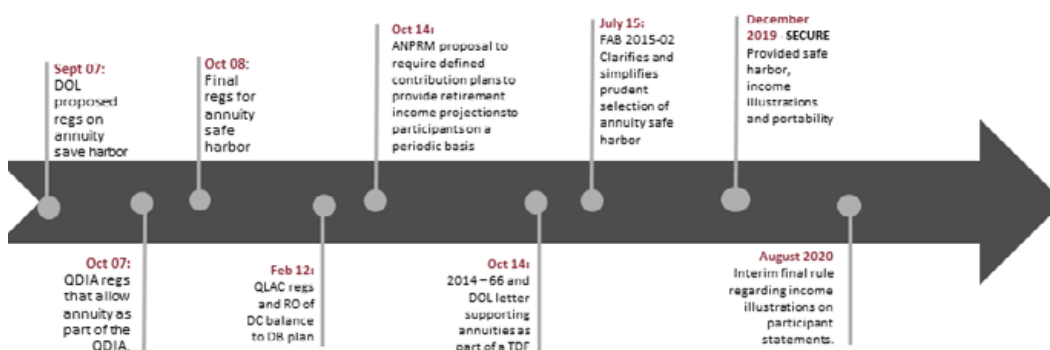 Sept 07:
DOL
proposed
regs on
annuity
save harbor
Oct 07:
QDIA regs
that allow
annuity as
part of the
QDIA.
Oct 08:
Final
regs for
annuity
safe
harbor
Feb 12:
QLAC regs
and RO of
DC balance
to DB plan
Oct 14:
ANPRM proposal to
require defined
contribution plans to
provide retirement
income projectionsto
participants on a
periodic basis
Oct 14:
2014–66 and
DOL letter
supporting
annuities as
part of a TDF
July 15:
FAB 2015-02
Clarifies and
simplifies
prudent
selection of
annuity safe
harbor
December
2019 - SECURE
Provided safe
harbor,
income
illustrations
and portability
August 2020
Interim final rule
regarding income
illustrations on
participant
statements.